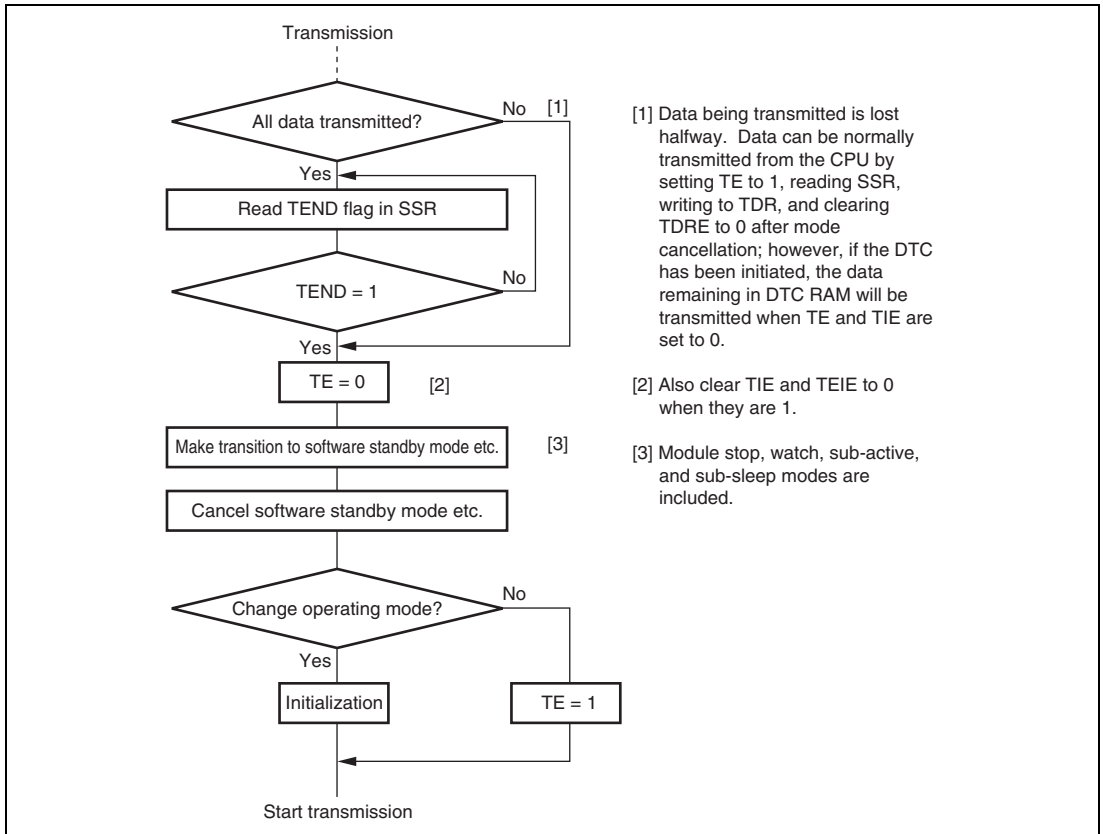 Transmission
All data transmitted?
No [1]
Yes
Read TEND flag in SSR
TEND = 1
No
Yes
TE = 0
[2]
Make transition to software standby mode etc.
[3]
Cancel software standby mode etc.
Change operating mode?
No
Yes
Initialization
TE = 1
Start transmission
[1] Data being transmitted is lost
halfway. Data can be normally
transmitted from the CPU by
setting TE to 1, reading SSR,
writing to TDR, and clearing
TDRE to 0 after mode
cancellation; however, if the DTC
has been initiated, the data
remaining in DTC RAM will be
transmitted when TE and TIE are
set to 0.
[2] Also clear TIE and TEIE to 0
when they are 1.
[3] Module stop, watch, sub-active,
and sub-sleep modes are
included.